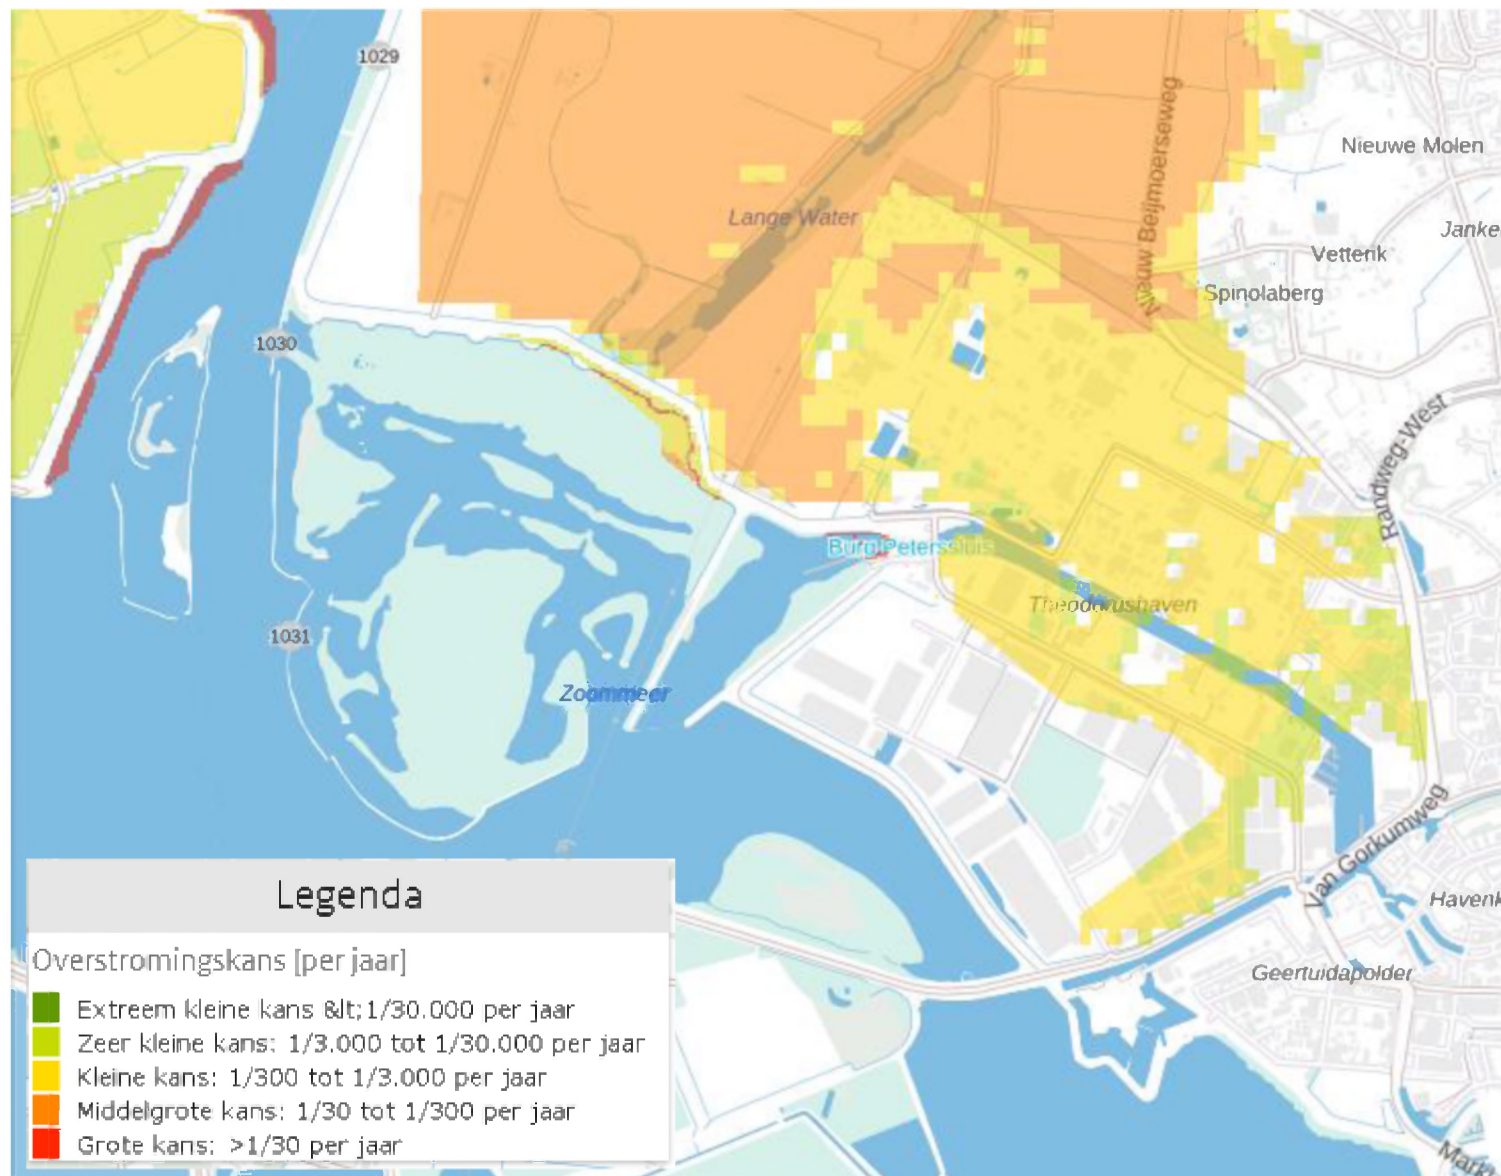 1029
Nieuwe Molen
Nieuw Beijmoerseweg
Lange Water
Janke
Vetterik
Spinolaberg
1030
Randweg-West
Burg Peterssluis
Theodorushaven
1031
Zoommeer
Van Gorkumweg
Havenk
Geertuidapolder
Mark
Legenda
Overstromingskans [per jaar]
Extreem kleine kans &lt;1/30.000 per jaar
Zeer kleine kans: 1/3.000 tot 1/30.000 per jaar
Kleine kans: 1/300 tot 1/3.000 per jaar
Middelgrote kans: 1/30 tot 1/300 per jaar
Grote kans: >1/30 per jaar